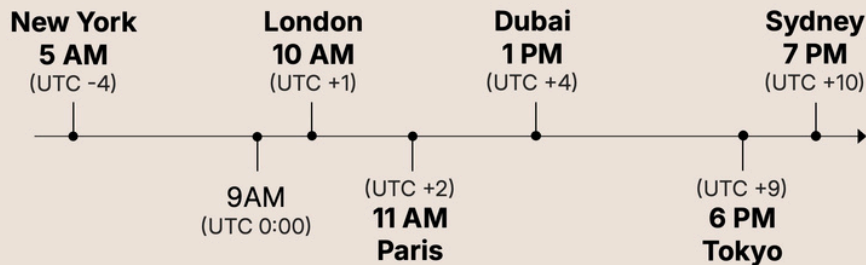 New York
5 AM
(UTC -4)
London
10 AM
(UTC +1)
Dubai
1 PM
(UTC +4)
Sydney
7 PM
(UTC +10)
9AM
(UTC 0:00)
(UTC +2)
11 AM
Paris
(UTC +9)
6 PM
Tokyo